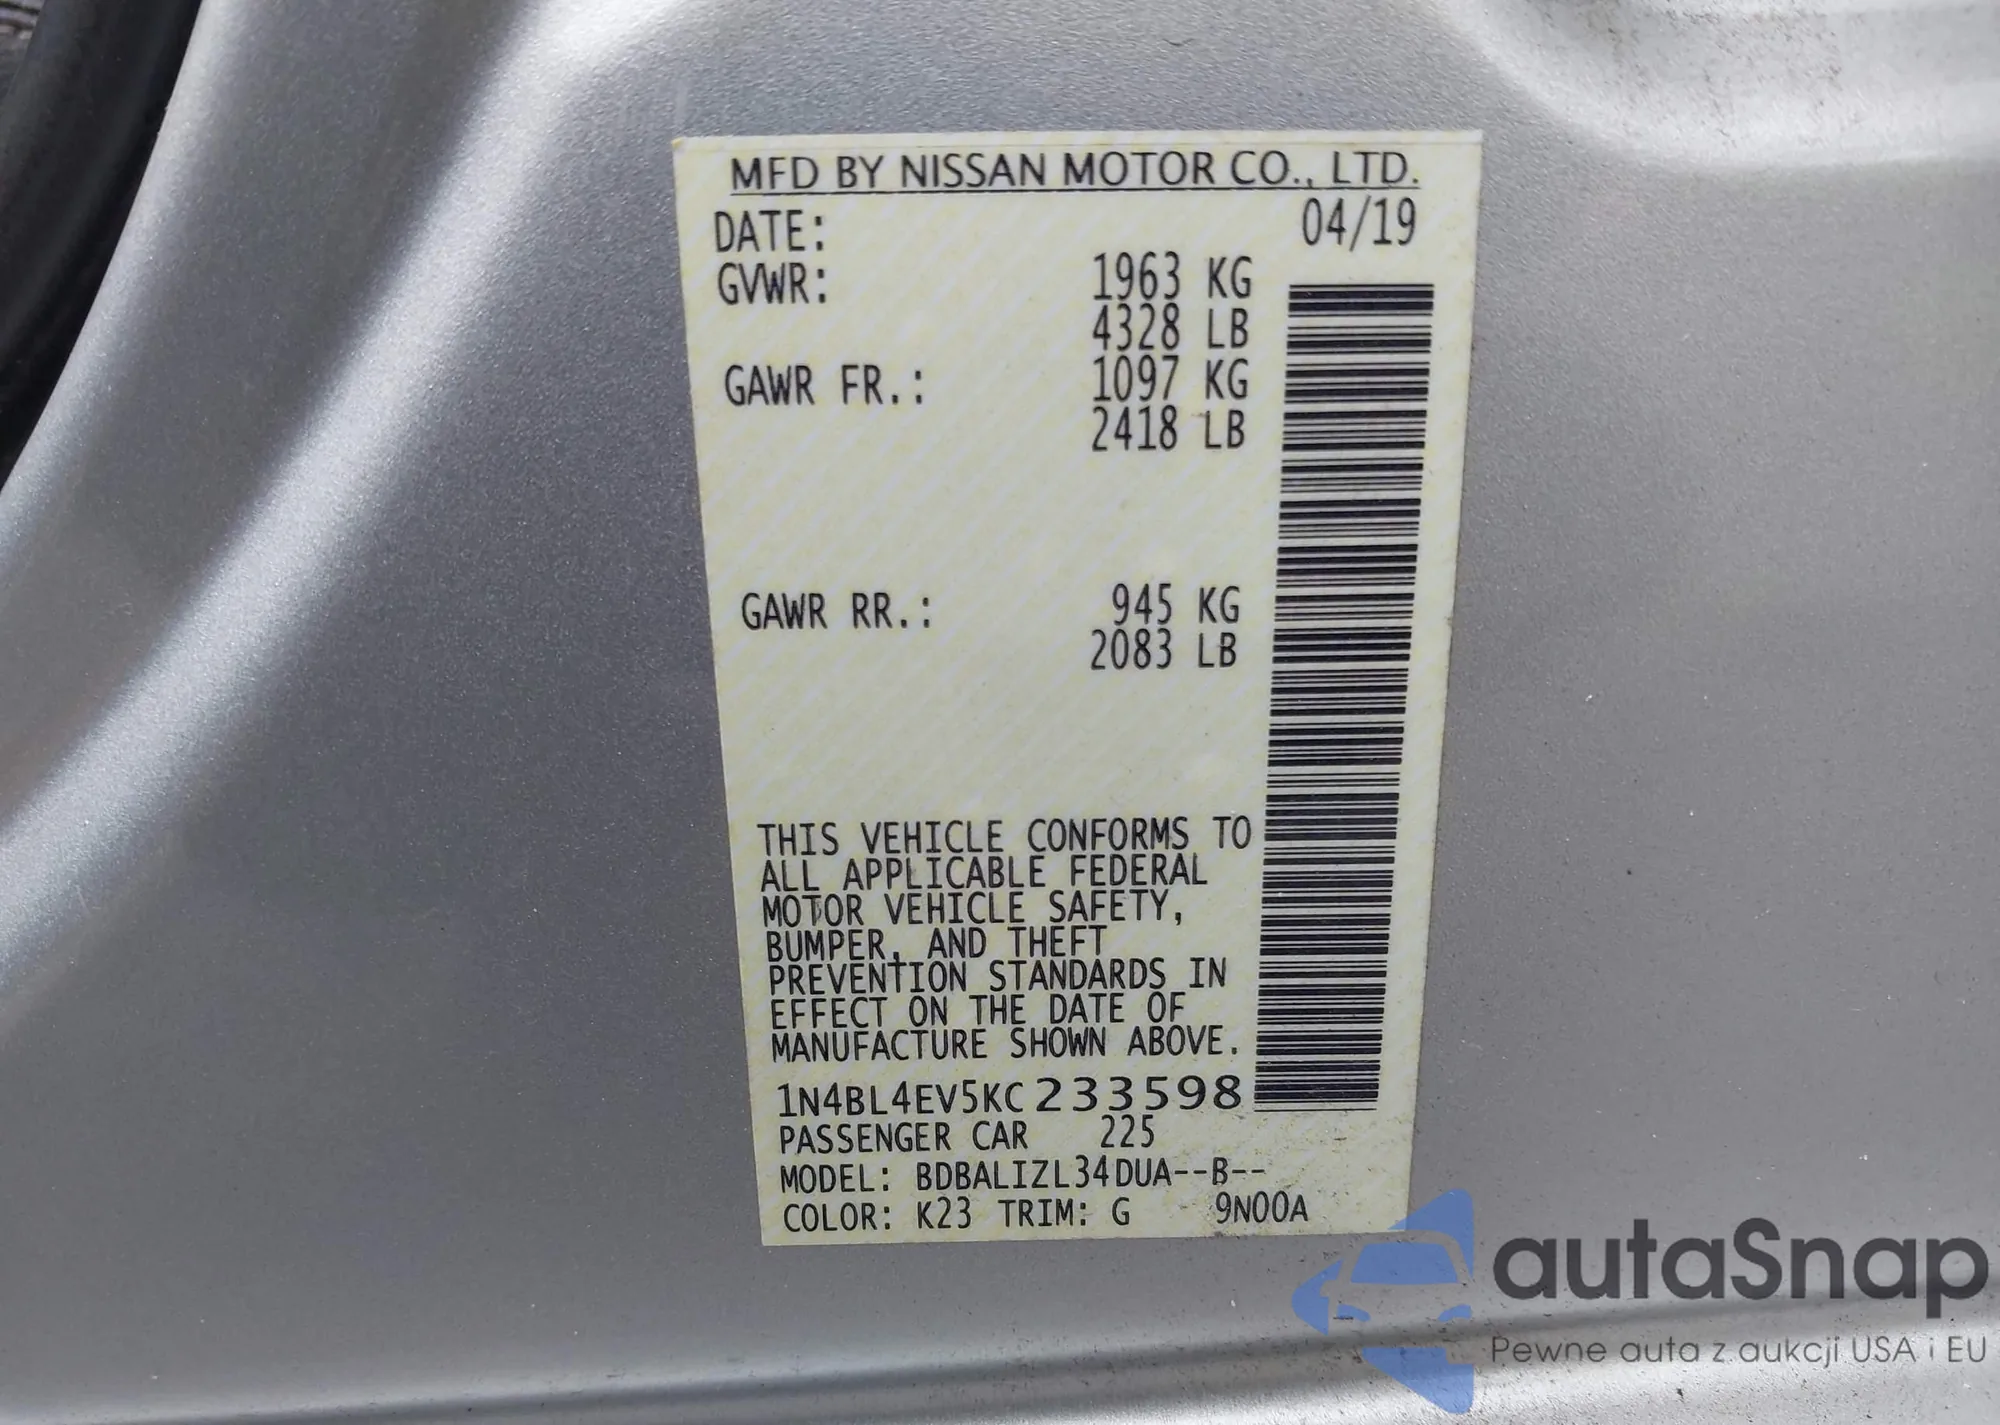 MFD BY NISSAN MOTOR CO., LTD.
DATE: 04/19
GVWR: 1963 KG
4328 LB
GAWR FR.: 1097 KG
2418 LB
GAWR RR.: 945 KG
2083 LB
THIS VEHICLE CONFORMS TO
ALL APPLICABLE FEDERAL
MOTOR VEHICLE SAFETY,
BUMPER, AND THEFT
PREVENTION STANDARDS IN
EFFECT ON THE DATE OF
MANUFACTURE SHOWN ABOVE.
1N4BL4EV5KC233598
PASSENGER CAR 225
MODEL: BDBALIZL34DUA--B--
COLOR: K23 TRIM: G 9N00A
autaSnap
Pewne auta z aukcji USA i EU